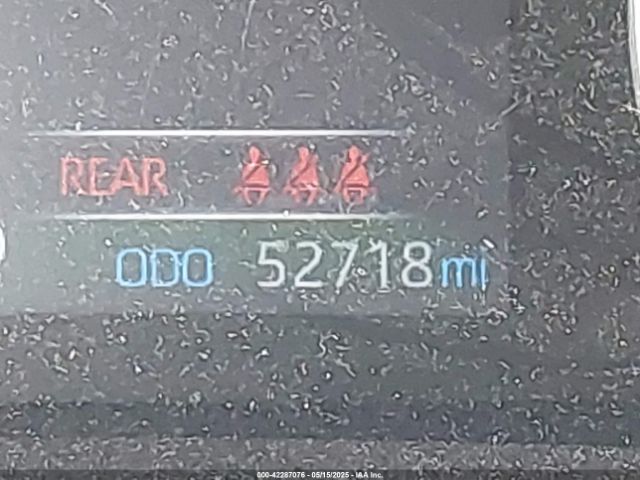 REAR
ODO 52718 mi
000-42287076 - 05/15/2025 - IAA Inc.